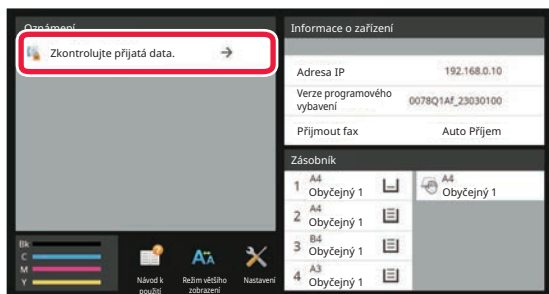 Oznámení
Zkontrolujte přijatá data.
Informace o zařízení
Adresa IP 192.168.0.10
Verze programového
vybavení 0078Q1Af_23030100
Přijmout fax Auto Příjem
Zásobník
1 A4
Obyčejný 1
A4
Obyčejný 1
2 A4
Obyčejný 1
3 B4
Obyčejný 1
4 A3
Obyčejný 1
Bk
C
M
Y
Návod k
použití
Režim většího
zobrazení
Nastavení